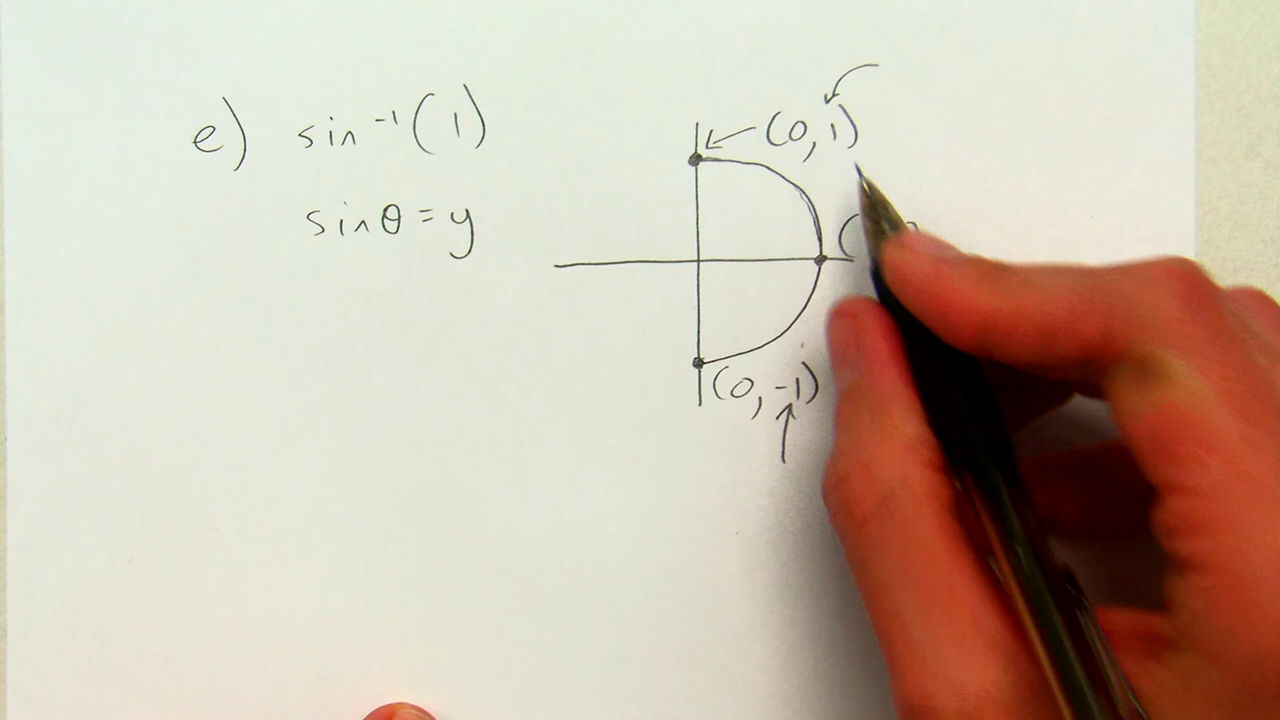 e) sin⁻¹(1)
sinθ = y
(0, 1)
(
(0, -1)